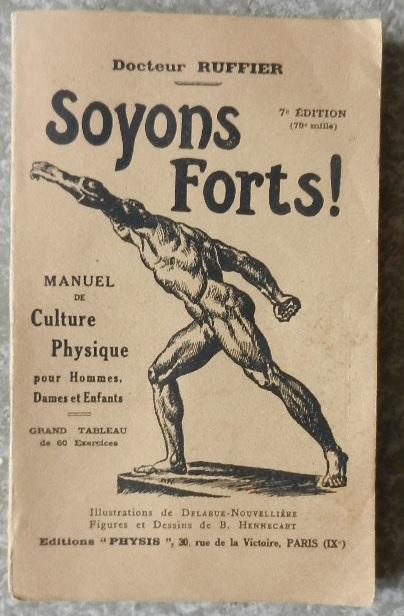 Docteur RUFFIER
Soyons
7e ÉDITION
(70e mille)
Forts!
MANUEL
DE
Culture
Physique
pour Hommes,
Dames et Enfants
GRAND TABLEAU
de 60 Exercices
Illustrations de DELARUE-NOUVELLIÈRE
Figures et Dessins de B. HENNECART
Editions "PHYSIS", 30, rue de la Victoire, PARIS (IXe)